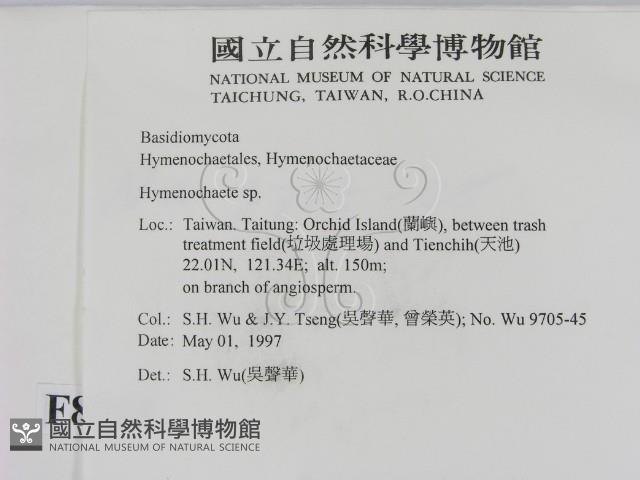 國立自然科學博物館
NATIONAL MUSEUM OF NATURAL SCIENCE
TAICHUNG, TAIWAN, R.O.CHINA
Basidiomycota
Hymenochaetales, Hymenochaetaceae
Hymenochaete sp.
Loc.: Taiwan. Taitung: Orchid Island(蘭嶼), between trash
treatment field(垃圾處理場) and Tienchih(天池)
22.01N, 121.34E; alt. 150m;
on branch of angiosperm.
Col.: S.H. Wu & J.Y. Tseng(吳聲華, 曾榮英); No. Wu 9705-45
Date: May 01, 1997
Det.: S.H. Wu(吳聲華)
國立自然科學博物館
NATIONAL MUSEUM OF NATURAL SCIENCE